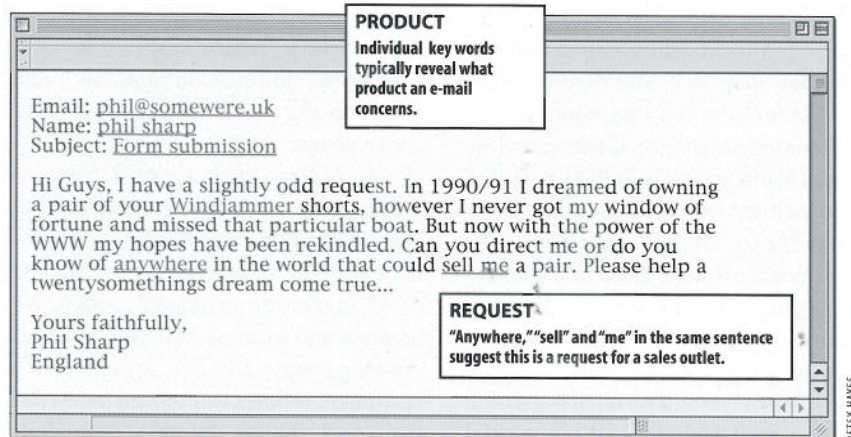 PRODUCT
Individual key words
typically reveal what
product an e-mail
concerns.
Email: phil@somewere.uk
Name: phil sharp
Subject: Form submission
Hi Guys, I have a slightly odd request. In 1990/91 I dreamed of owning
a pair of your Windjammer shorts, however I never got my window of
fortune and missed that particular boat. But now with the power of the
WWW my hopes have been rekindled. Can you direct me or do you
know of anywhere in the world that could sell me a pair. Please help a
twentysomethings dream come true...
REQUEST
"Anywhere," "sell" and "me" in the same sentence
suggest this is a request for a sales outlet.
Yours faithfully,
Phil Sharp
England